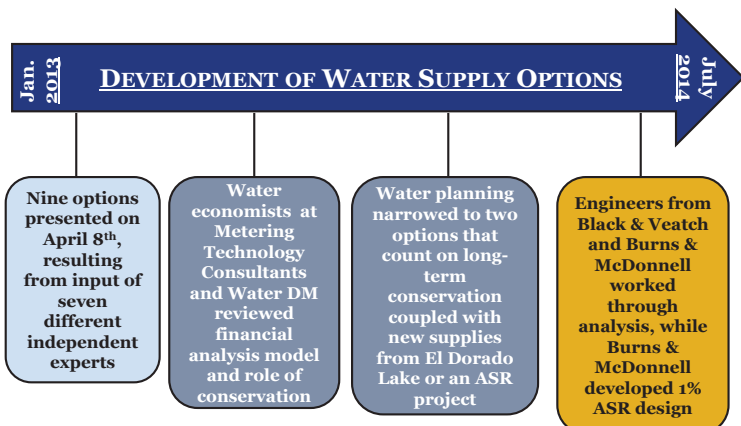 Jan.
2013
DEVELOPMENT OF WATER SUPPLY OPTIONS
July
2014
Nine options
presented on
April 8th,
resulting
from input of
seven
different
independent
experts
Water
economists at
Metering
Technology
Consultants
and Water DM
reviewed
financial
analysis model
and role of
conservation
Water planning
narrowed to two
options that
count on long-
term
conservation
coupled with
new supplies
from El Dorado
Lake or an ASR
project
Engineers from
Black & Veatch
and Burns &
McDonnell
worked
through
analysis, while
Burns &
McDonnell
developed 1%
ASR design